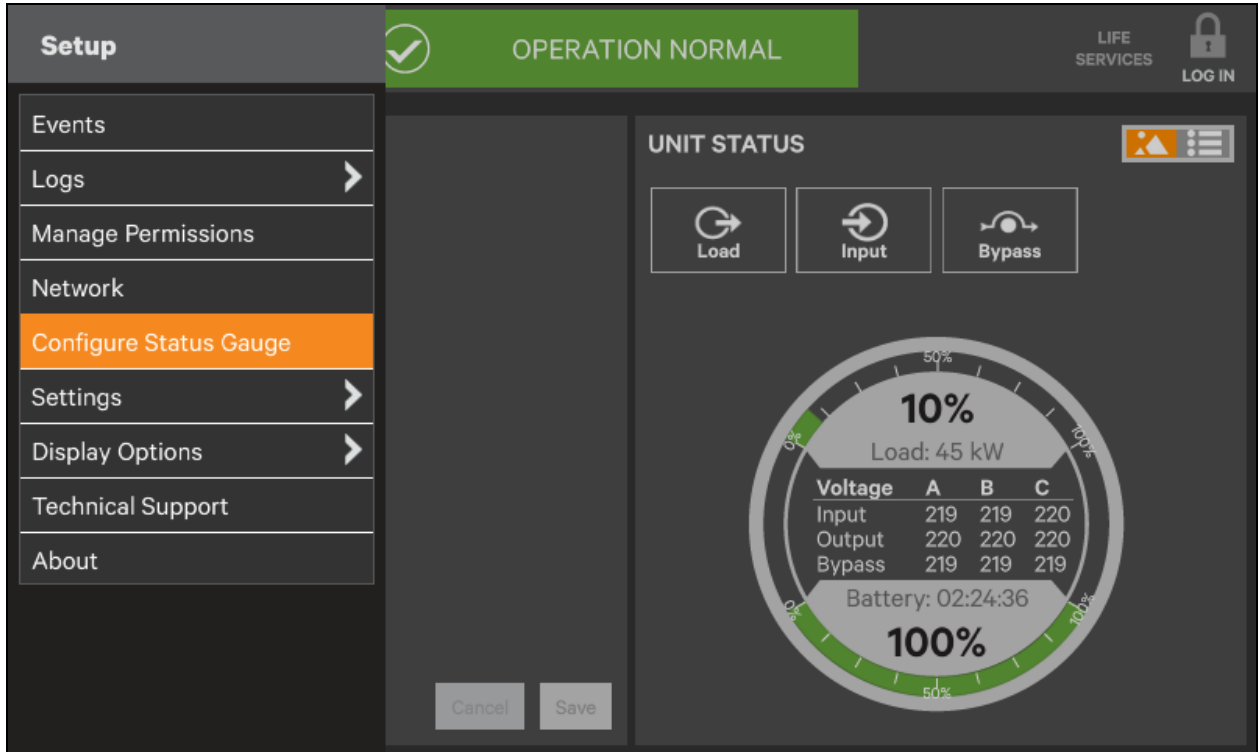 Setup
OPERATION NORMAL
LIFE
SERVICES
LOG IN
Events
Logs
Manage Permissions
Network
Configure Status Gauge
Settings
Display Options
Technical Support
About
Cancel
Save
UNIT STATUS
Load
Input
Bypass
50%
0%
100%
10%
Load: 45 kW
Voltage A B C
Input 219 219 220
Output 220 220 220
Bypass 219 219 219
Battery: 02:24:36
100%
0%
100%
50%